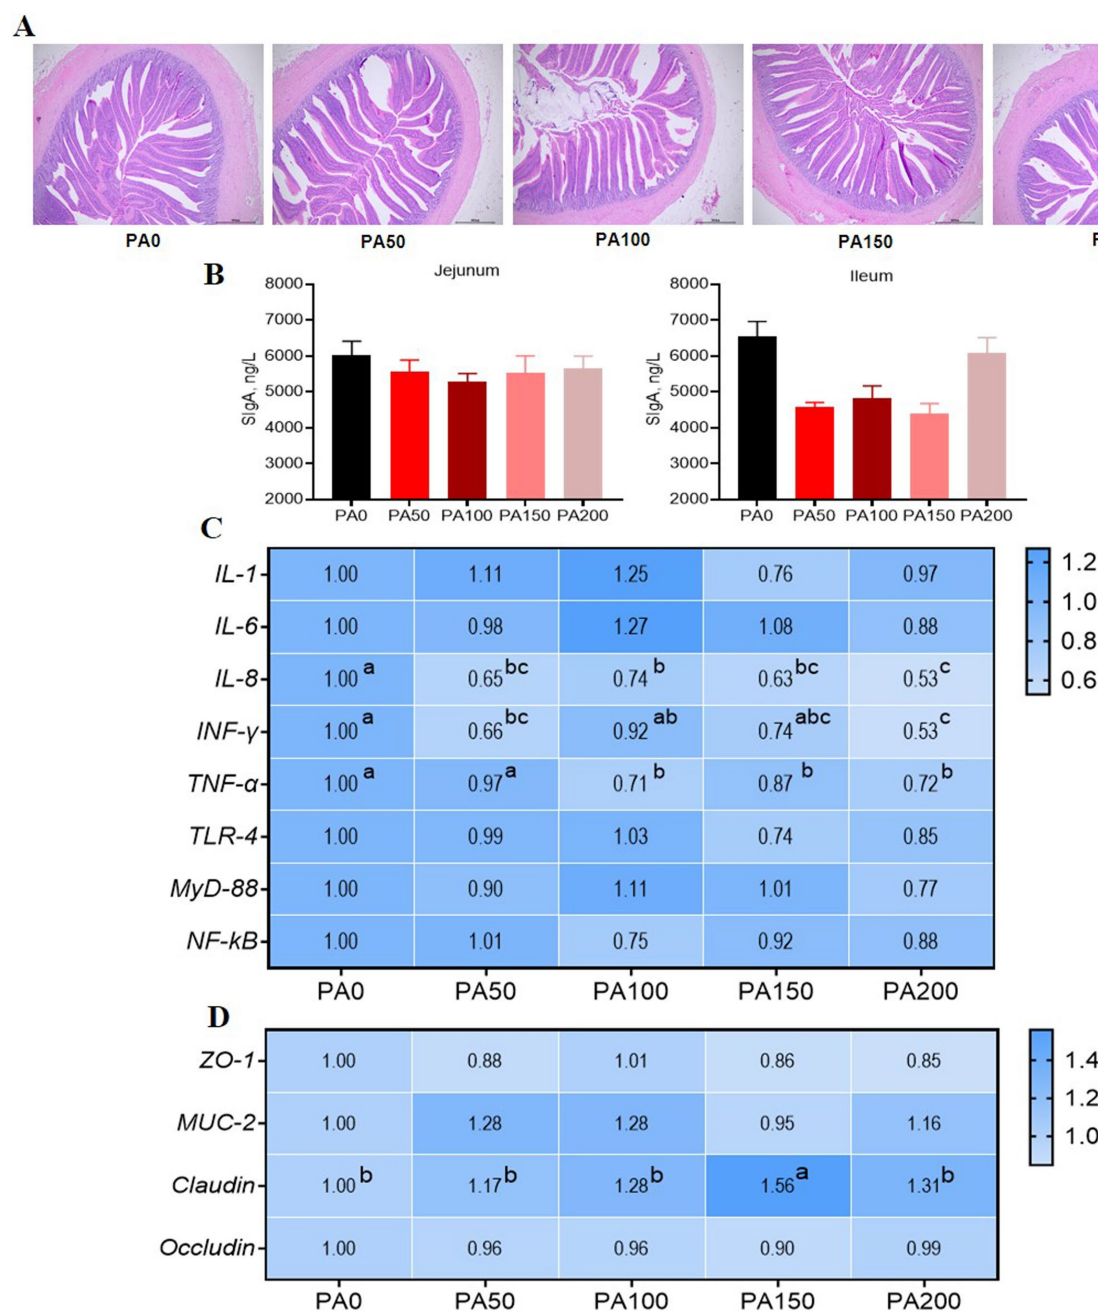 A
PA0 PA50 PA100 PA150 P
B
Jejunum
8000
7000
6000
5000
4000
3000
2000
SIgA, ng/L
PA0 PA50 PA100 PA150 PA200
Ileum
8000
7000
6000
5000
4000
3000
2000
SIgA, ng/L
PA0 PA50 PA100 PA150 PA200
C
IL-1 1.00 1.11 1.25 0.76 0.97
IL-6 1.00 0.98 1.27 1.08 0.88
IL-8 1.00 a 0.65 bc 0.74 b 0.63 bc 0.53 c
INF-γ 1.00 a 0.66 bc 0.92 ab 0.74 abc 0.53 c
TNF-α 1.00 a 0.97 a 0.71 b 0.87 b 0.72 b
TLR-4 1.00 0.99 1.03 0.74 0.85
MyD-88 1.00 0.90 1.11 1.01 0.77
NF-kB 1.00 1.01 0.75 0.92 0.88
PA0 PA50 PA100 PA150 PA200
1.2
1.0
0.8
0.6
D
ZO-1 1.00 0.88 1.01 0.86 0.85
MUC-2 1.00 1.28 1.28 0.95 1.16
Claudin 1.00 b 1.17 b 1.28 b 1.56 a 1.31 b
Occludin 1.00 0.96 0.96 0.90 0.99
PA0 PA50 PA100 PA150 PA200
1.4
1.2
1.0